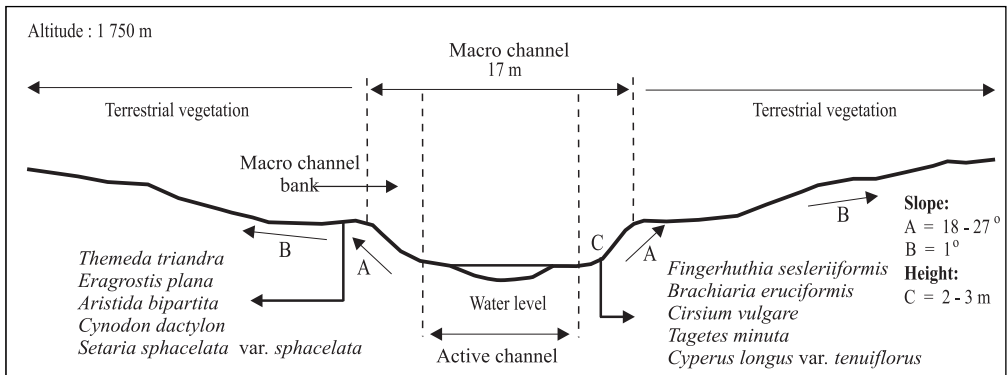 Altitude : 1 750 m
Macro channel
17 m
Terrestrial vegetation
Terrestrial vegetation
Macro channel
bank
B
A
C
A
B
Slope:
A = 18 - 27 o
B = 1o
Height:
C = 2 - 3 m
Themeda triandra
Eragrostis plana
Aristida bipartita
Cynodon dactylon
Setaria sphacelata var. sphacelata
Water level
Active channel
Fingerhuthia sesleriiformis
Brachiaria eruciformis
Cirsium vulgare
Tagetes minuta
Cyperus longus var. tenuiflorus